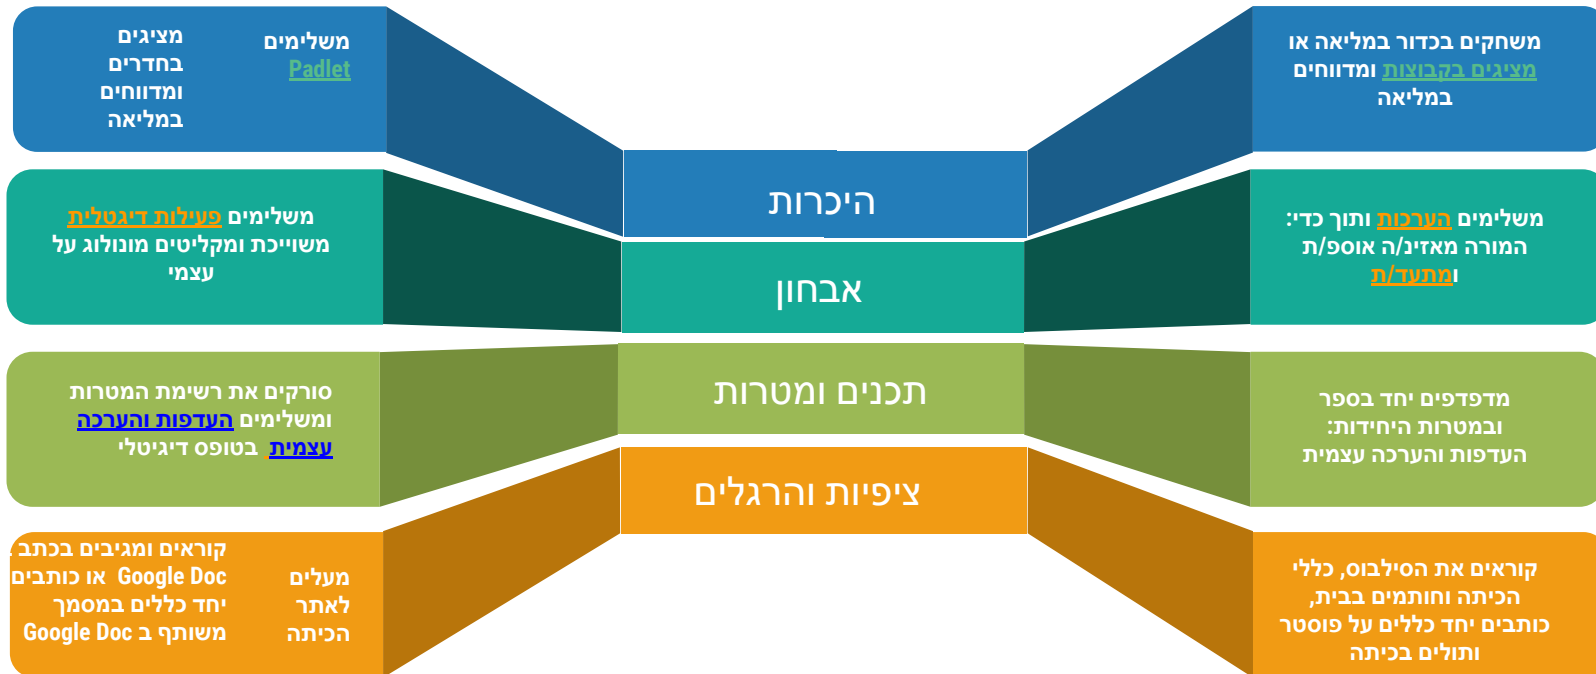 משחקים בכדור במליאה או
מציגים בקבוצות ומדווחים
במליאה
היכרות
משלימים
Padlet
מציגים
בחדרים
ומדווחים
במליאה
משלימים הערכות ותוך כדי:
המורה מאזינ/ה אוספ/ת
ומתעד/ת
אבחון
משלימים פעילות דיגטלית
משוייכת ומקליטים מונולוג על
עצמי
מדפדפים יחד בספר
ובמטרות היחידות:
העדפות והערכה עצמית
תכנים ומטרות
סורקים את רשימת המטרות
ומשלימים העדפות והערכה
עצמית בטופס דיגיטלי
קוראים את הסילבוס, כללי
הכיתה וחותמים בבית,
כותבים יחד כללים על פוסטר
ותולים בכיתה
ציפיות והרגלים
מעלים
לאתר
הכיתה
קוראים ומגיבים בכתב
Google Doc או כותבים
יחד כללים במסמך
משותף ב Google Doc